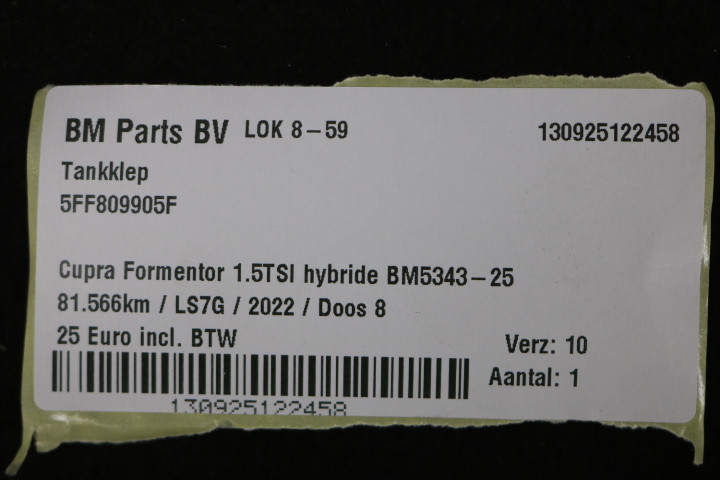 BM Parts BV LOK 8-59 130925122458
Tankklep
5FF809905F
Cupra Formentor 1.5TSI hybride BM5343-25
81.566km / LS7G / 2022 / Doos 8
25 Euro incl. BTW
Verz: 10
Aantal: 1
130925122458